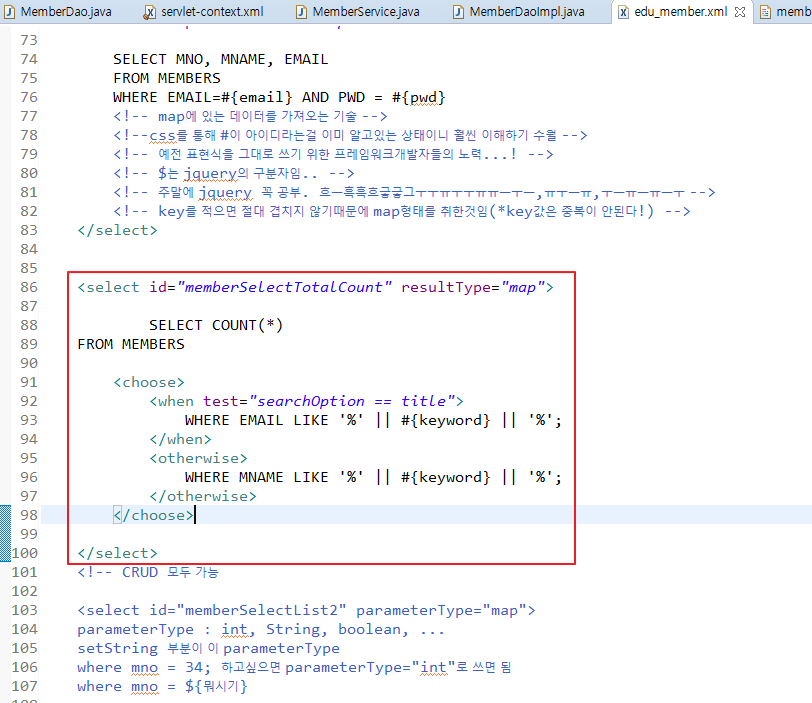 MemberDao.java servlet-context.xml MemberService.java MemberDaoImpl.java edu_member.xml memb
73
74 SELECT MNO, MNAME, EMAIL
75 FROM MEMBERS
76 WHERE EMAIL=#{email} AND PWD = #{pwd}
77 <!-- map에 있는 데이터를 가져오는 기술 -->
78 <!--css를 통해 #이 아이디라는걸 이미 알고있는 상태이니 훨씬 이해하기 수월 -->
79 <!-- 예전 표현식을 그대로 쓰기 위한 프레임워크개발자들의 노력...! -->
80 <!-- $는 jquery의 구분자임.. -->
81 <!-- 주말에 jquery 꼭 공부. 흐ㅡ흑흑흐긓긓그ㅜㅜㅠㅜㅜㅠㅠㅡㅜㅡ,ㅠㅜㅡㅠ,ㅜㅡㅠㅡㅠㅡㅜ -->
82 <!-- key를 적으면 절대 겹치지 않기때문에 map형태를 취한것임(*key값은 중복이 안된다!) -->
83 </select>
84
85
86 <select id="memberSelectTotalCount" resultType="map">
87
88 SELECT COUNT(*)
89 FROM MEMBERS
90
91 <choose>
92 <when test="searchOption == title">
93 WHERE EMAIL LIKE '%' || #{keyword} || '%';
94 </when>
95 <otherwise>
96 WHERE MNAME LIKE '%' || #{keyword} || '%';
97 </otherwise>
98 </choose>
99
100 </select>
101 <!-- CRUD 모두 가능
102
103 <select id="memberSelectList2" parameterType="map">
104 parameterType : int, String, boolean, ...
105 setString 부분이 이 parameterType
106 where mno = 34; 하고싶으면 parameterType="int"로 쓰면 됨
107 where mno = ${뭐시기}